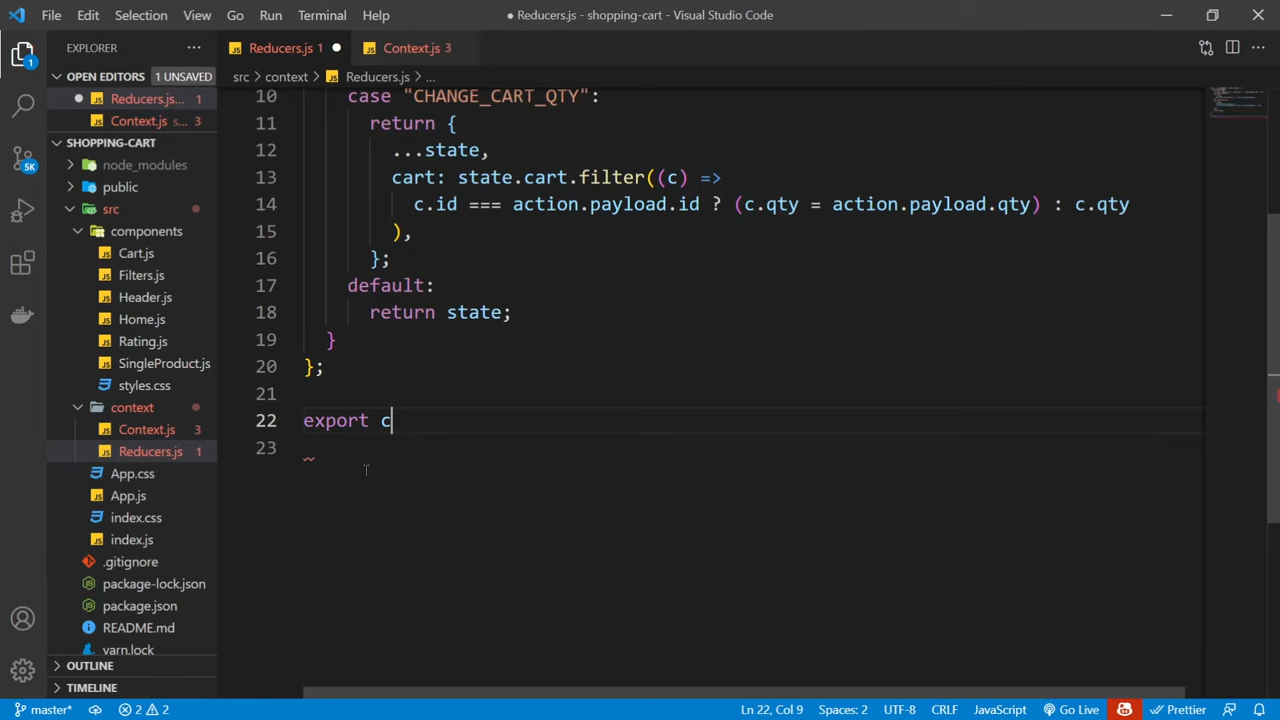 File Edit Selection View Go Run Terminal Help ● Reducers.js - shopping-cart - Visual Studio Code
EXPLORER ···
Reducers.js 1
Context.js 3
1
OPEN EDITORS 1 UNSAVED
src › context › Reducers.js › ...
Reducers.js... 1
Context.js s... 3
SHOPPING-CART
node_modules
public
src
components
Cart.js
Filters.js
Header.js
Home.js
Rating.js
SingleProduct.js
styles.css
context
Context.js 3
Reducers.js 1
App.css
App.js
index.css
index.js
.gitignore
package-lock.json
package.json
README.md
yarn.lock
OUTLINE
TIMELINE
5K
10 case "CHANGE_CART_QTY":
11 return {
12 ...state,
13 cart: state.cart.filter((c) =>
14 c.id === action.payload.id ? (c.qty = action.payload.qty) : c.qty
15 ),
16 };
17 default:
18 return state;
19 }
20 };
21
22 export c
23
master* 2 2 Ln 22, Col 9 Spaces: 2 UTF-8 CRLF JavaScript Go Live Prettier